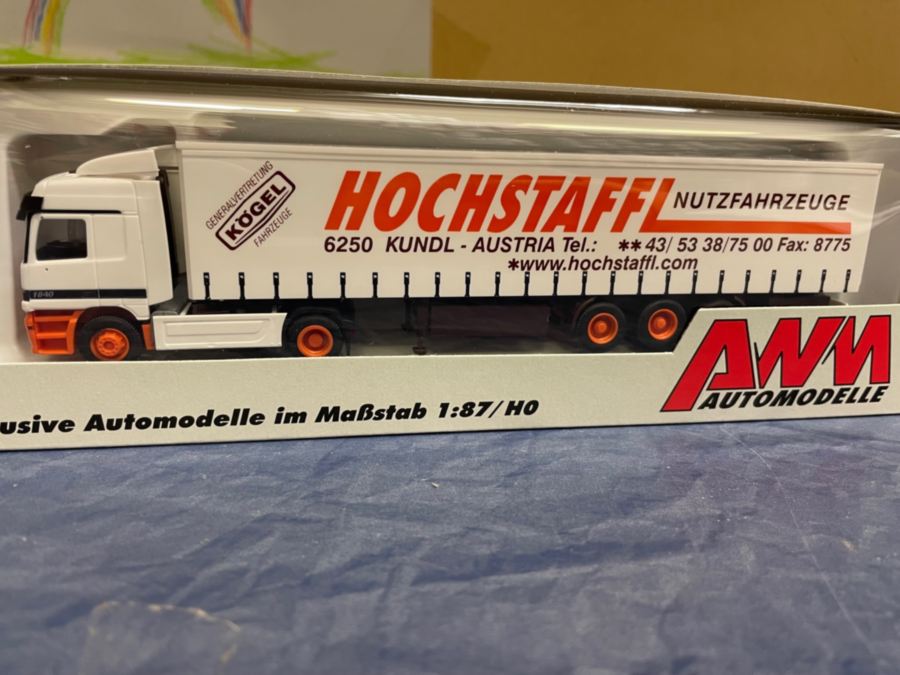 GENERALVERTRETUNG
KÖGEL
FAHRZEUGE
HOCHSTAFFL NUTZFAHRZEUGE
6250 KUNDL - AUSTRIA Tel.: ** 43/ 53 38/75 00 Fax: 8775
*www.hochstaffl.com
1840
AWM
AUTOMODELLE
usive Automodelle im Maßstab 1:87/H0